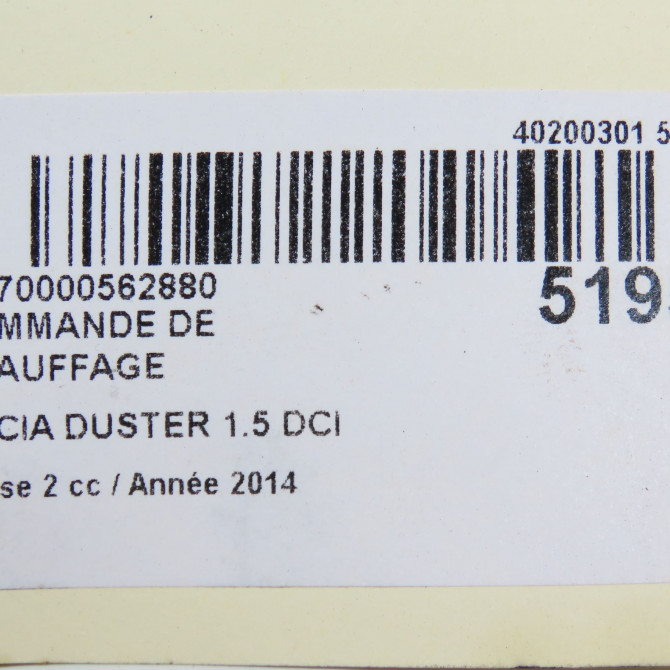 40200301 5
70000562880
519
MMANDE DE
AUFFAGE
CIA DUSTER 1.5 DCI
se 2 cc / Année 2014